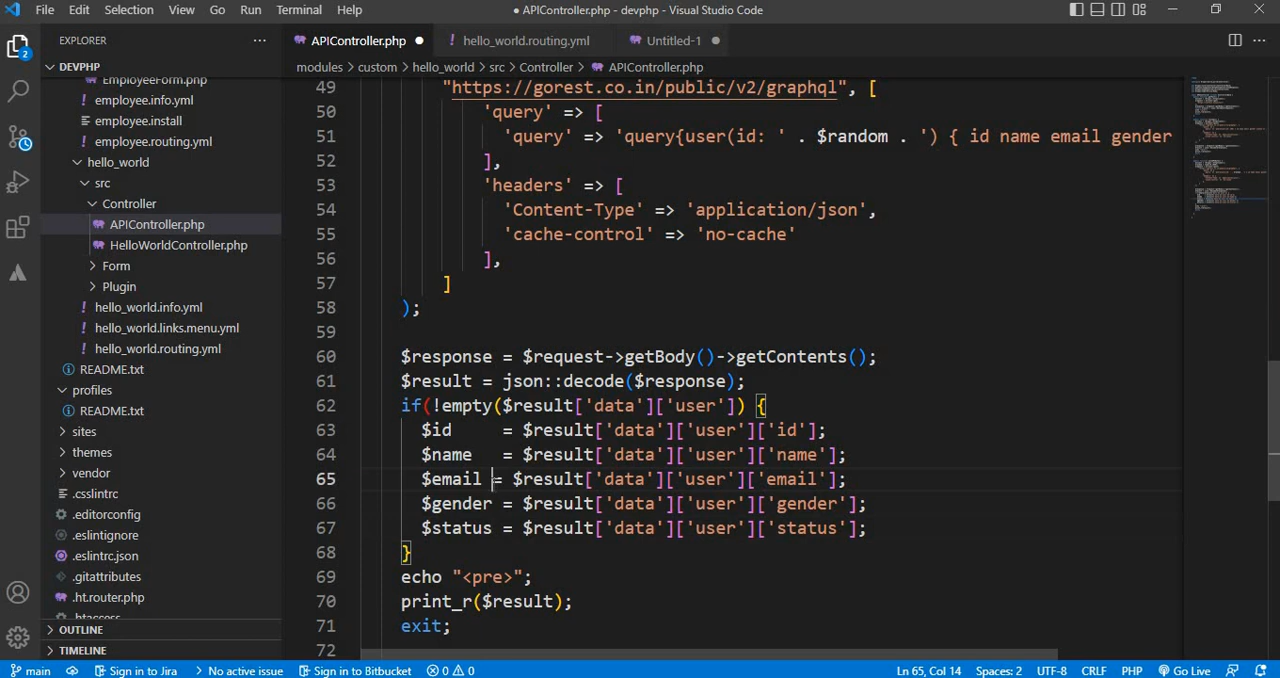 File Edit Selection View Go Run Terminal Help
● APIController.php - devphp - Visual Studio Code
EXPLORER
DEVPHP
EmployeeForm.php
employee.info.yml
employee.install
employee.routing.yml
hello_world
src
Controller
APIController.php
HelloWorldController.php
Form
Plugin
hello_world.info.yml
hello_world.links.menu.yml
hello_world.routing.yml
README.txt
profiles
README.txt
sites
themes
vendor
.csslintrc
.editorconfig
.eslintignore
.eslintrc.json
.gitattributes
.ht.router.php
.htaccess
OUTLINE
TIMELINE
2
APIController.php ● hello_world.routing.yml Untitled-1 ●
modules > custom > hello_world > src > Controller > APIController.php
49 "https://gorest.co.in/public/v2/graphql", [
50 'query' => [
51 'query' => 'query{user(id: ' . $random . ') { id name email gender
52 ],
53 'headers' => [
54 'Content-Type' => 'application/json',
55 'cache-control' => 'no-cache'
56 ],
57 ]
58 );
59
60 $response = $request->getBody()->getContents();
61 $result = json::decode($response);
62 if(!empty($result['data']['user']) {
63 $id = $result['data']['user']['id'];
64 $name = $result['data']['user']['name'];
65 $email = $result['data']['user']['email'];
66 $gender = $result['data']['user']['gender'];
67 $status = $result['data']['user']['status'];
68 }
69 echo "<pre>";
70 print_r($result);
71 exit;
72
main Sign in to Jira No active issue Sign in to Bitbucket 0 0 Ln 65, Col 14 Spaces: 2 UTF-8 CRLF PHP Go Live